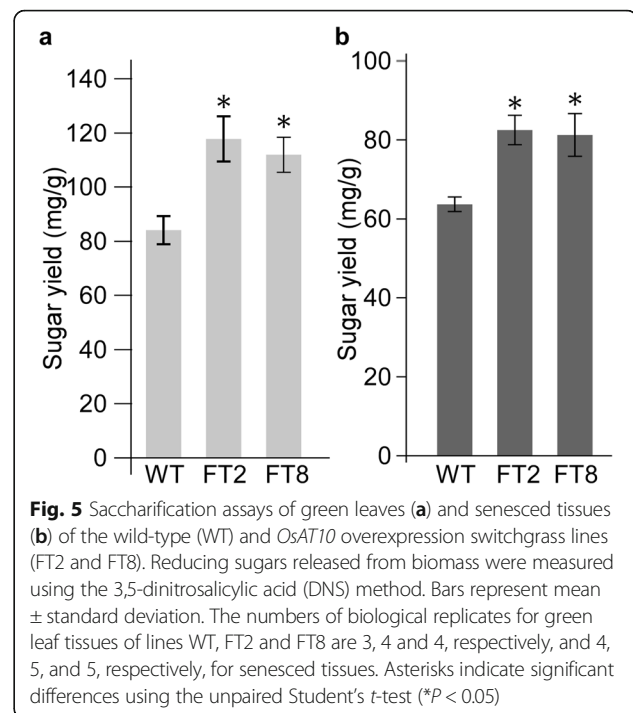 a
b
140
120
100
80
60
40
20
0
Sugar yield (mg/g)
*
*
WT FT2 FT8
100
80
60
40
20
0
Sugar yield (mg/g)
*
*
WT FT2 FT8
Fig. 5 Saccharification assays of green leaves (a) and senesced tissues
(b) of the wild-type (WT) and OsAT10 overexpression switchgrass lines
(FT2 and FT8). Reducing sugars released from biomass were measured
using the 3,5-dinitrosalicylic acid (DNS) method. Bars represent mean
± standard deviation. The numbers of biological replicates for green
leaf tissues of lines WT, FT2 and FT8 are 3, 4 and 4, respectively, and 4,
5, and 5, respectively, for senesced tissues. Asterisks indicate significant
differences using the unpaired Student's t-test (*P < 0.05)